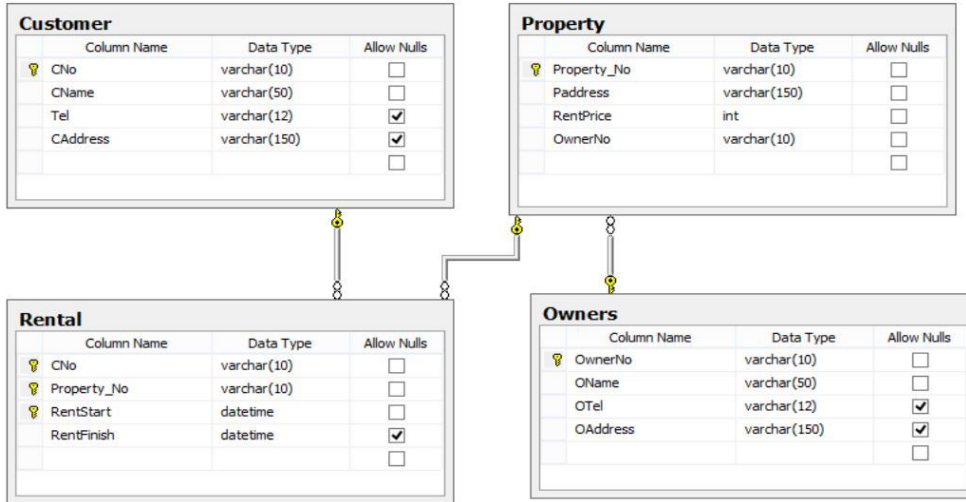 Customer
Column Name Data Type Allow Nulls
CNo varchar(10)
CName varchar(50)
Tel varchar(12)
CAddress varchar(150)
Property
Column Name Data Type Allow Nulls
Property_No varchar(10)
Paddress varchar(150)
RentPrice int
OwnerNo varchar(10)
Rental
Column Name Data Type Allow Nulls
CNo varchar(10)
Property_No varchar(10)
RentStart datetime
RentFinish datetime
Owners
Column Name Data Type Allow Nulls
OwnerNo varchar(10)
OName varchar(50)
OTel varchar(12)
OAddress varchar(150)